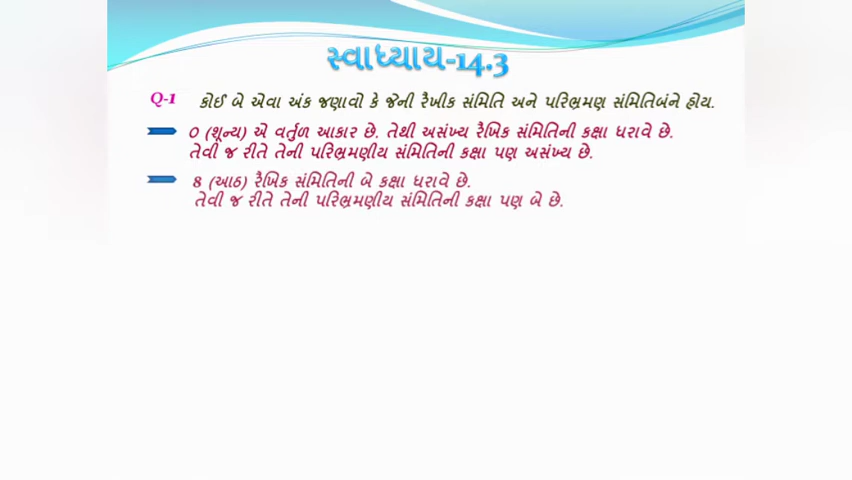 સ્વાધ્યાય-14.3
Q-1 કોઈ બે એવા અંક જણાવો કે જેની રૈખીક સંમિતિ અને પરિભ્રમણ સંમિતિબંને હોય.
0 (શૂન્ય) એ વર્તુળ આકાર છે. તેથી અસંખ્ય રૈખિક સંમિતિની કક્ષા ધરાવે છે.
તેવી જ રીતે તેની પરિભ્રમણીય સંમિતિની કક્ષા પણ અસંખ્ય છે.
8 (આઠ) રૈખિક સંમિતિની બે કક્ષા ધરાવે છે.
તેવી જ રીતે તેની પરિભ્રમણીય સંમિતિની કક્ષા પણ બે છે.